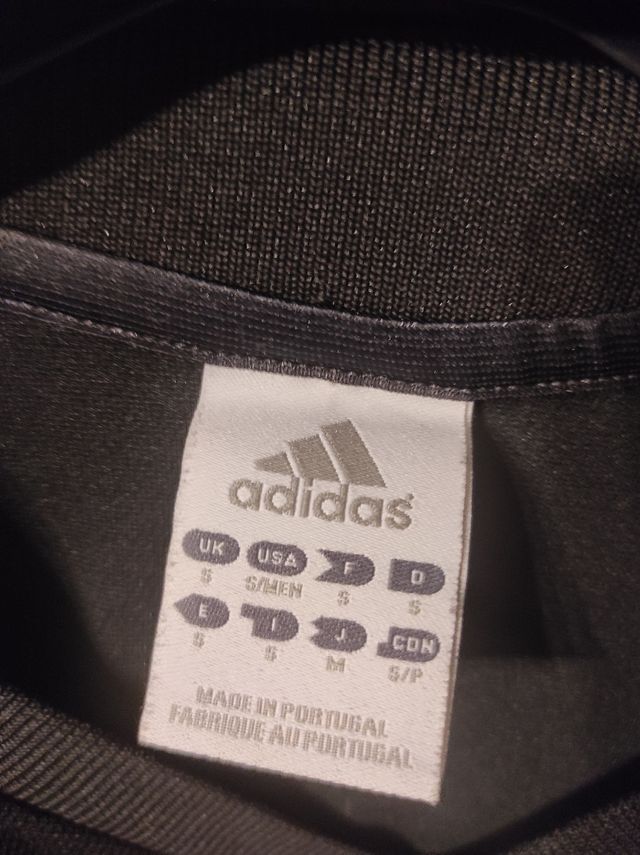 adidas
UK USA F D
S S/MEN S S
E I J CDN
S S M S/P
MADE IN PORTUGAL
FABRIQUE AU PORTUGAL